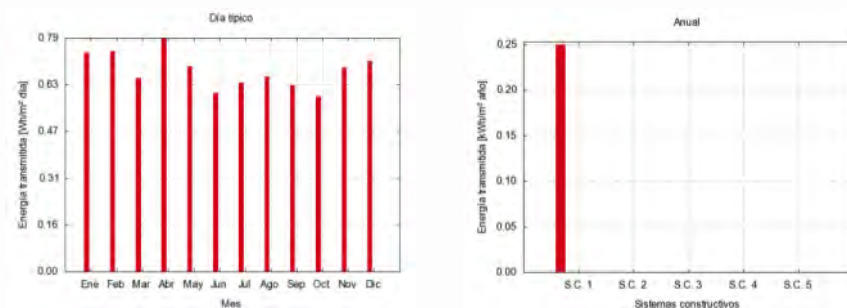 Día típico
Energía transmitida [Wh/m² día]
0.79
0.63
0.47
0.31
0.16
0.00
Ene Feb Mar Abr May Jun Jul Ago Sep Oct Nov Dic
Mes
Anual
Energía transmitida [kWh/m² año]
0.25
0.20
0.15
0.10
0.05
0.00
S.C. 1 S.C. 2 S.C. 3 S.C. 4 S.C. 5
Sistemas constructivos